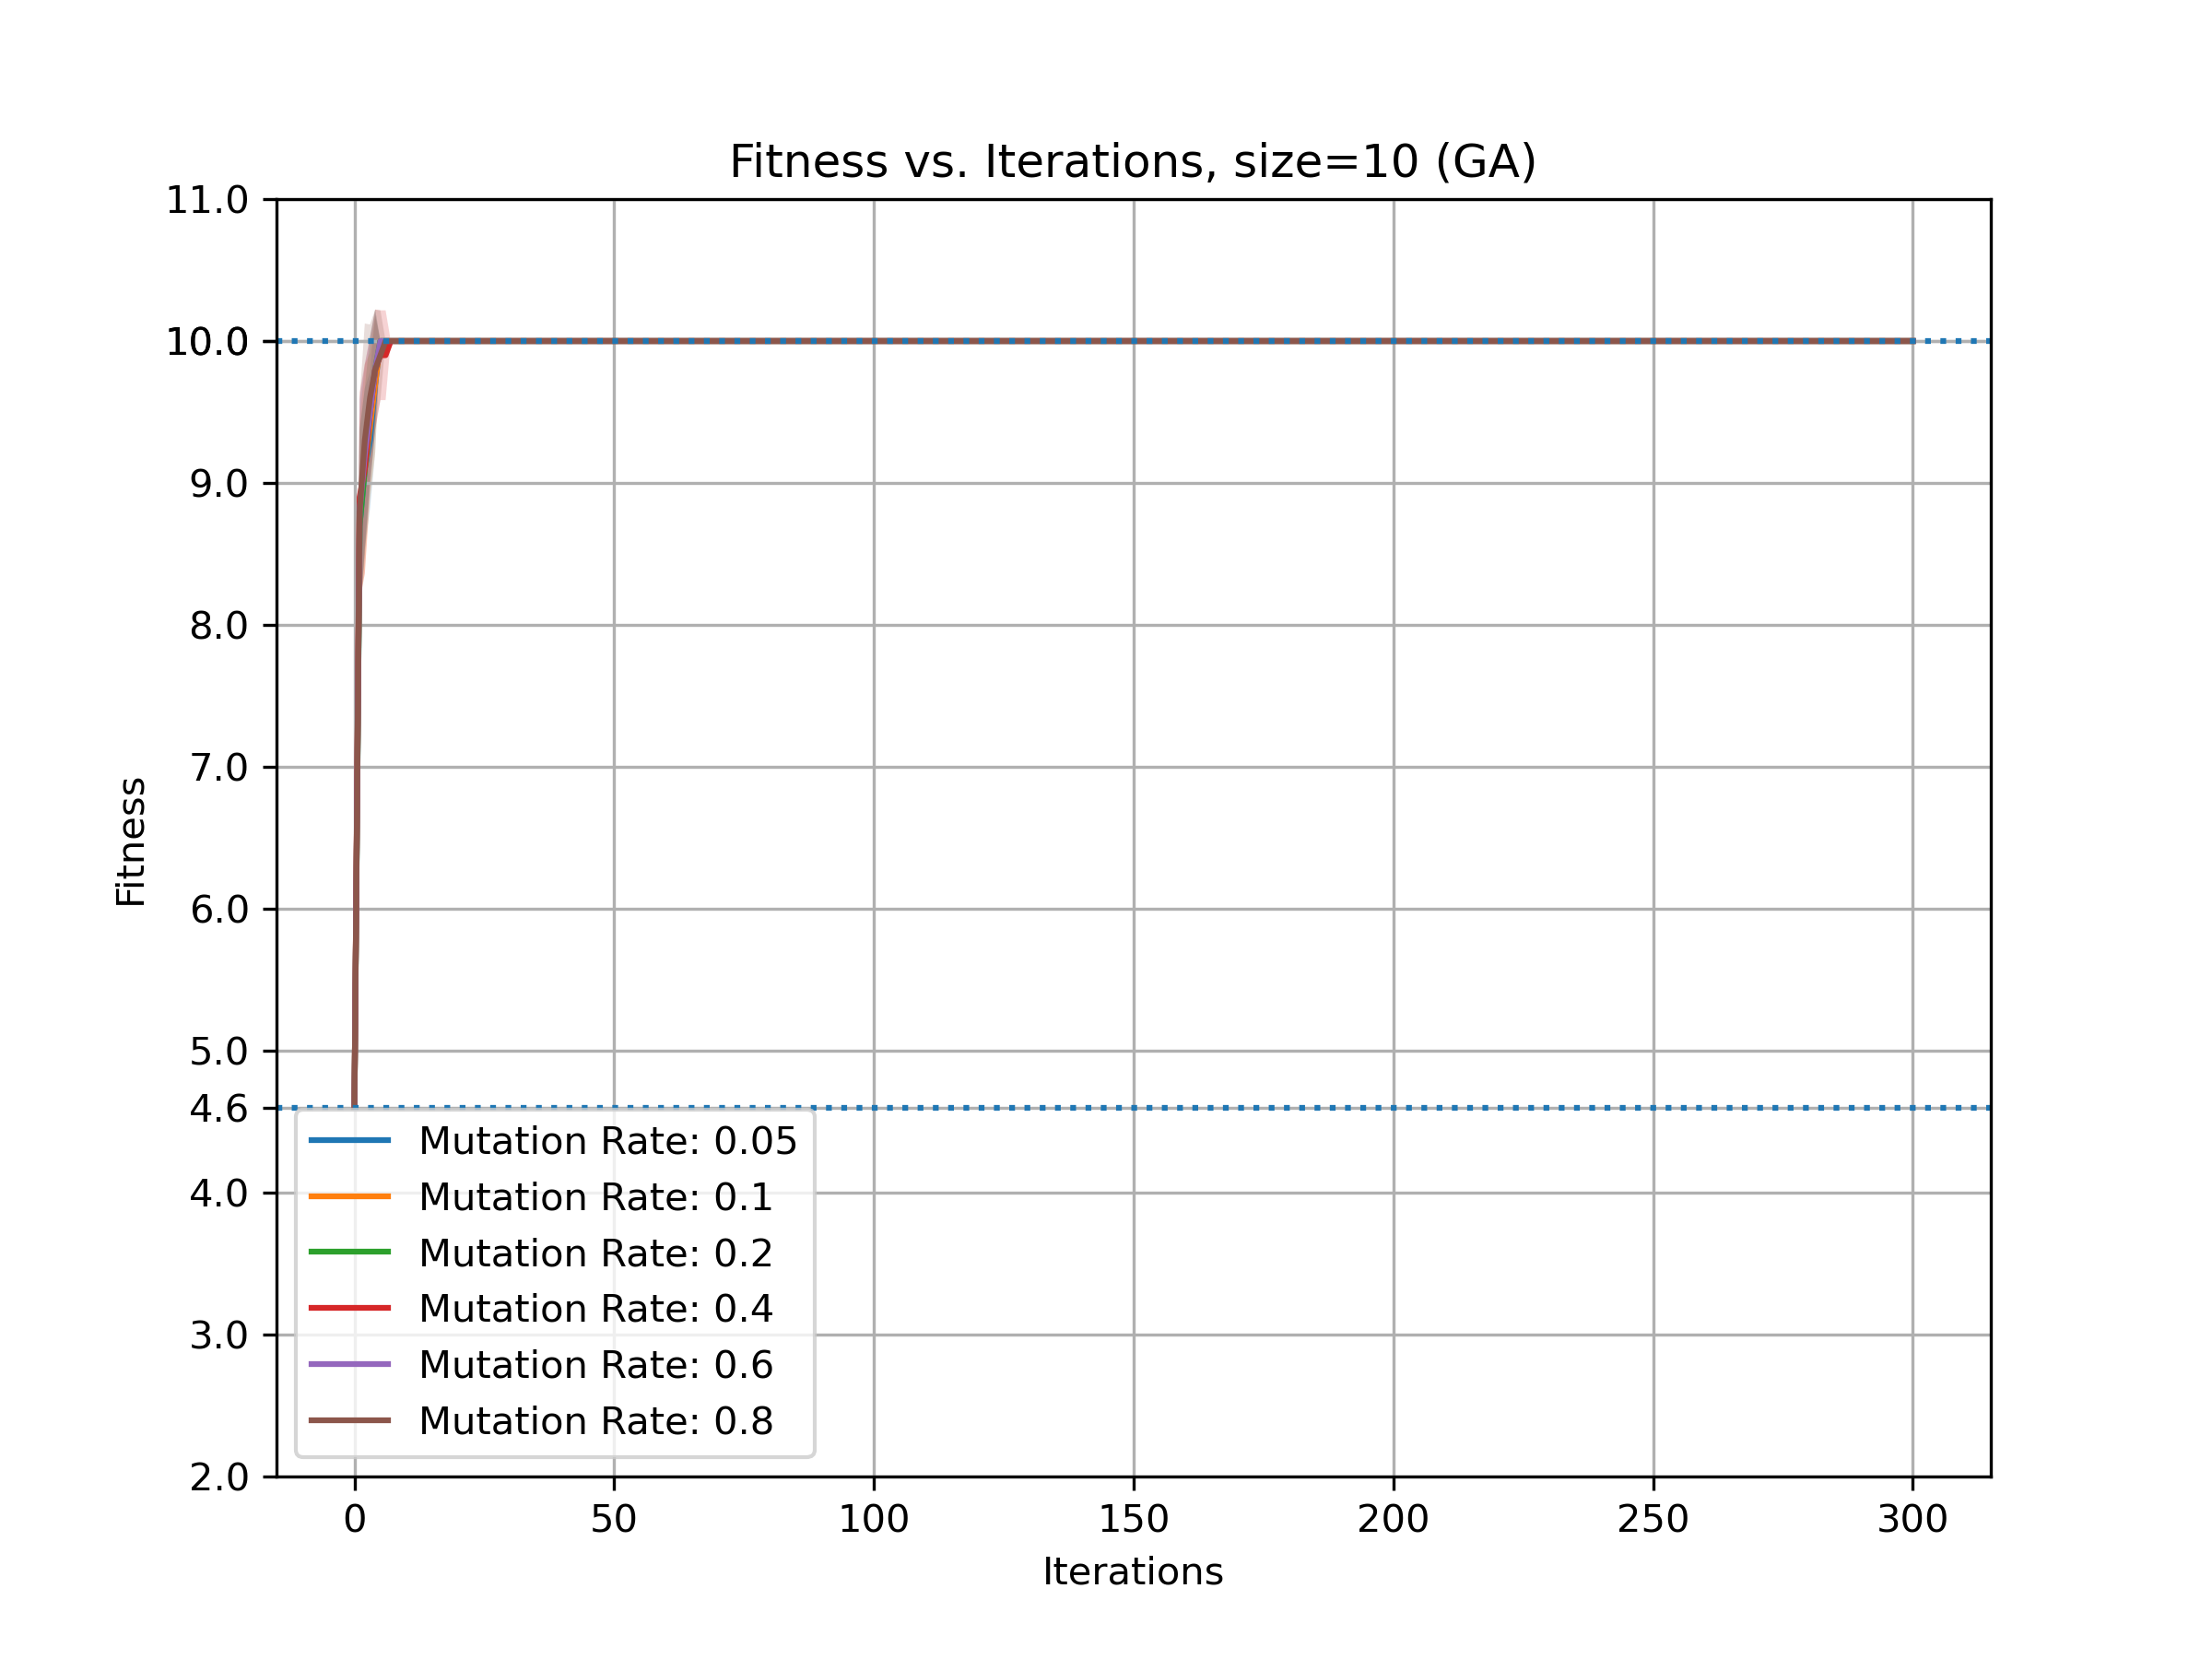 Fitness vs. Iterations, size=10 (GA)
11.0
10.0
9.0
8.0
7.0
6.0
5.0
4.6
4.0
3.0
2.0
Fitness
Mutation Rate: 0.05
Mutation Rate: 0.1
Mutation Rate: 0.2
Mutation Rate: 0.4
Mutation Rate: 0.6
Mutation Rate: 0.8
0 50 100 150 200 250 300
Iterations